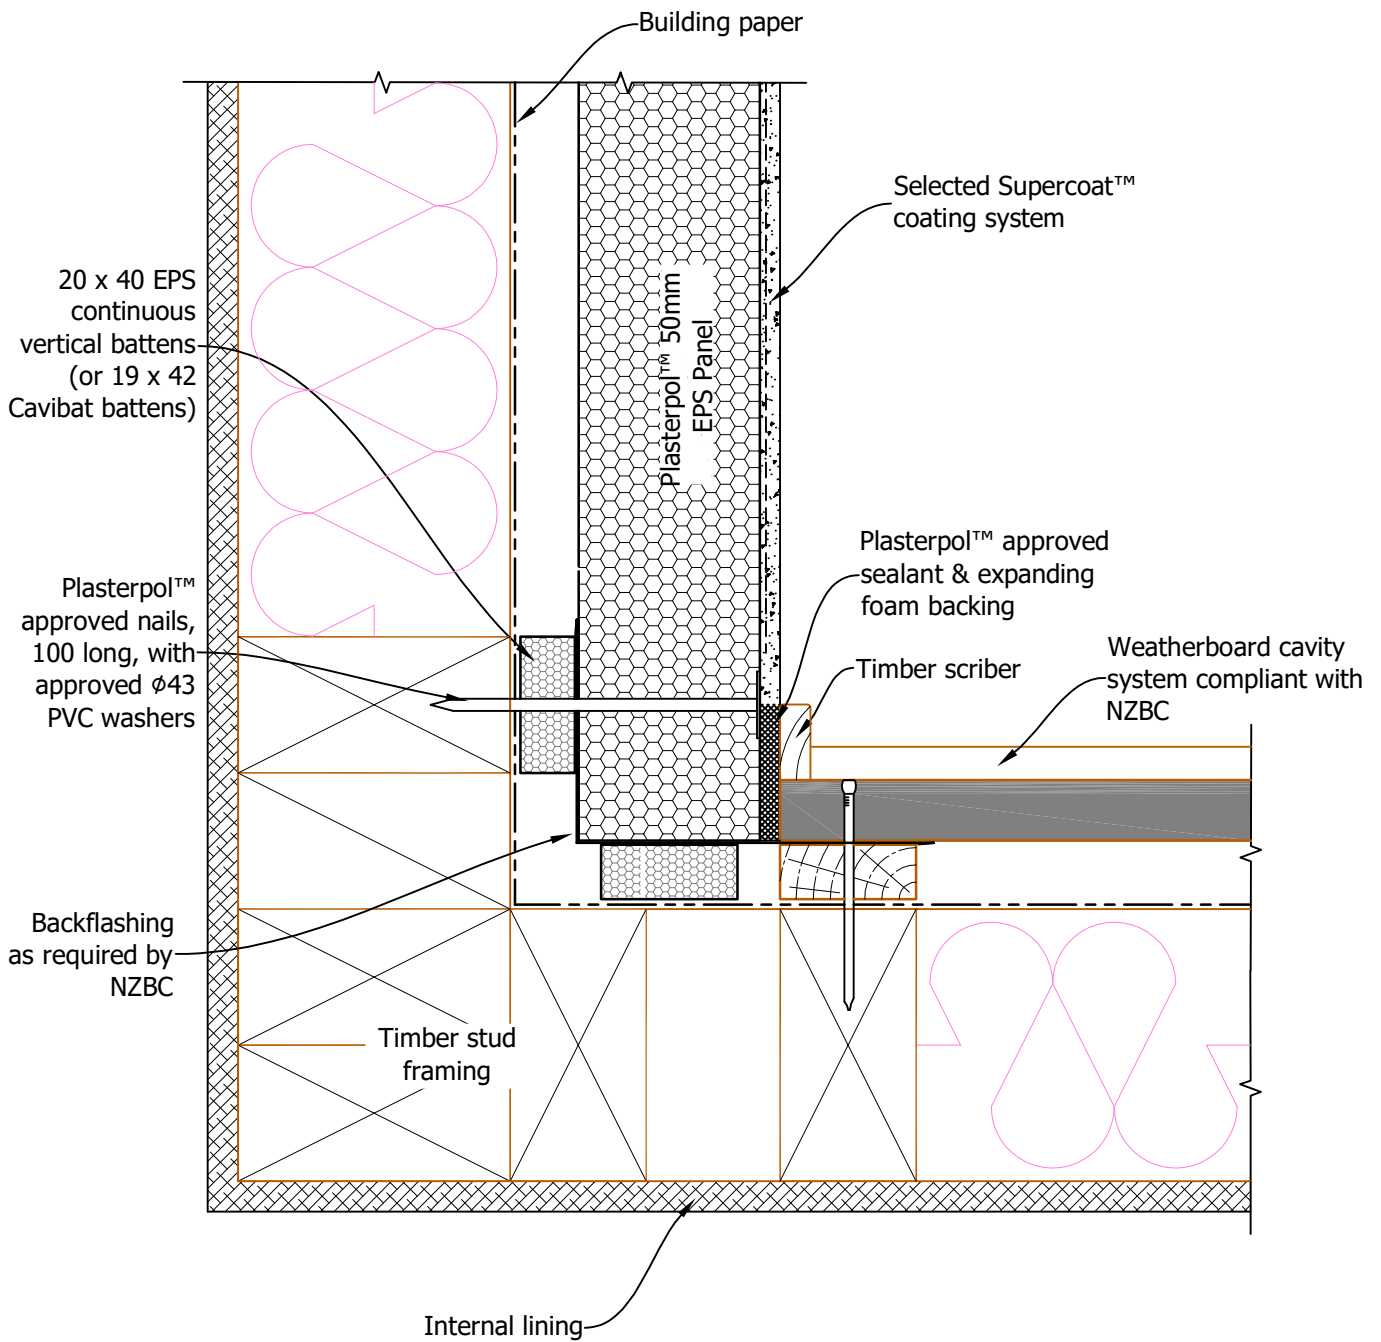 Building paper
Selected Supercoat™
coating system
20 x 40 EPS
continuous
vertical battens
(or 19 x 42
Cavibat battens)
Plasterpol™ 50mm
EPS Panel
Plasterpol™ approved
sealant & expanding
foam backing
Plasterpol™
approved nails,
100 long, with
approved ϕ43
PVC washers
Timber scriber
Weatherboard cavity
system compliant with
NZBC
Backflashing
as required by
NZBC
Timber stud
framing
Internal lining